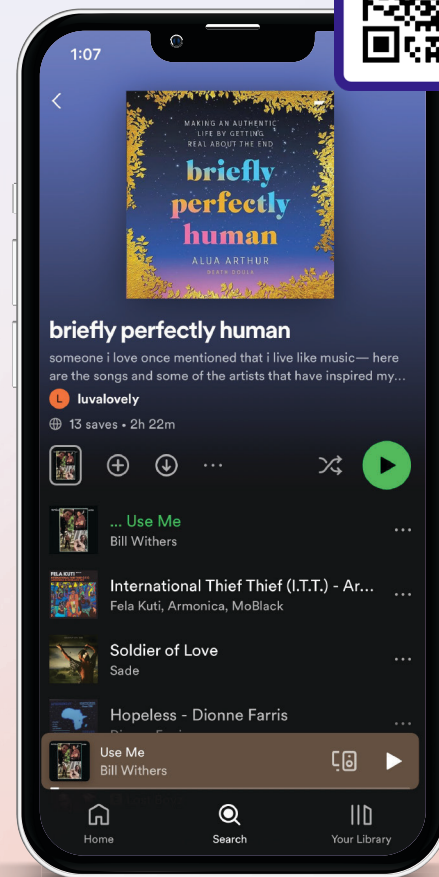 1:07
MAKING AN AUTHENTIC
LIFE BY GETTING
REAL ABOUT THE END
briefly
perfectly
human
ALUA ARTHUR
DEATH DOULA
briefly perfectly human
someone i love once mentioned that i live like music— here
are the songs and some of the artists that have inspired my...
L luvalovely
13 saves • 2h 22m
... Use Me
Bill Withers
International Thief Thief (I.T.T.) - Ar...
Fela Kuti, Armonica, MoBlack
FELA KUTI
Soldier of Love
Sade
Hopeless - Dionne Farris
Use Me
Bill Withers
Home
Search
Your Library